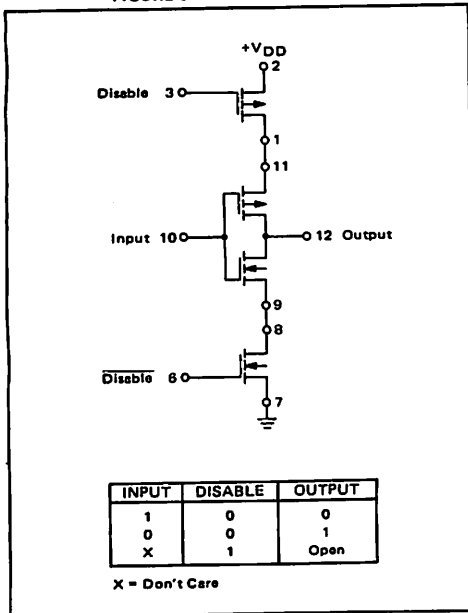 +VDD
2
Disable 3
1
11
Input 10
12 Output
9
8
Disable 6
7
INPUT DISABLE OUTPUT
1 0 0
0 0 1
X 1 Open
X = Don't Care